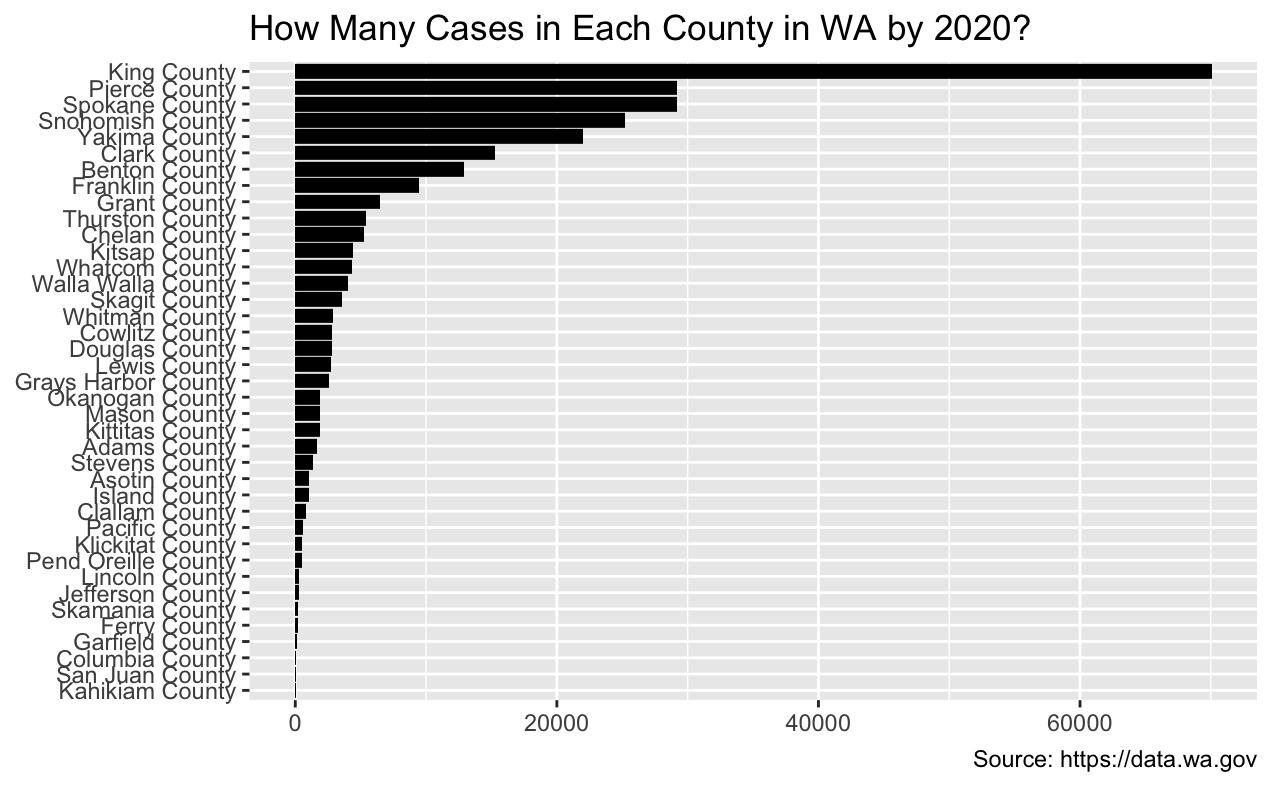 How Many Cases in Each County in WA by 2020?
King County
Pierce County
Spokane County
Snohomish County
Yakima County
Clark County
Benton County
Franklin County
Grant County
Thurston County
Chelan County
Kitsap County
Whatcom County
Walla Walla County
Skagit County
Whitman County
Cowlitz County
Douglas County
Lewis County
Grays Harbor County
Okanogan County
Mason County
Kittitas County
Adams County
Stevens County
Asotin County
Island County
Clallam County
Pacific County
Klickitat County
Pend Oreille County
Lincoln County
Jefferson County
Skamania County
Ferry County
Garfield County
Columbia County
San Juan County
Kahikiam County
0 20000 40000 60000
Source: https://data.wa.gov